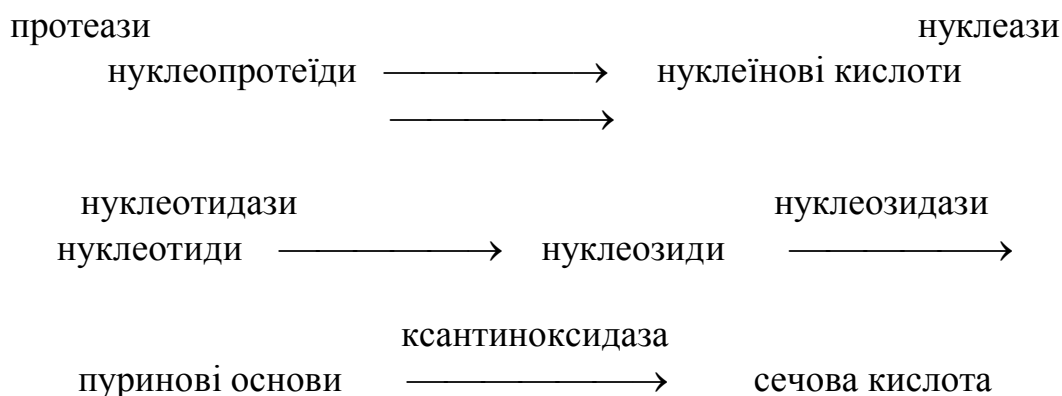 протеази нуклеази
нуклеопротеїди ⟶ нуклеїнові кислоти
⟶
нуклеотидази нуклеозидази
нуклеотиди ⟶ нуклеозиди ⟶
ксантиноксидаза
пуринові основи ⟶ сечова кислота